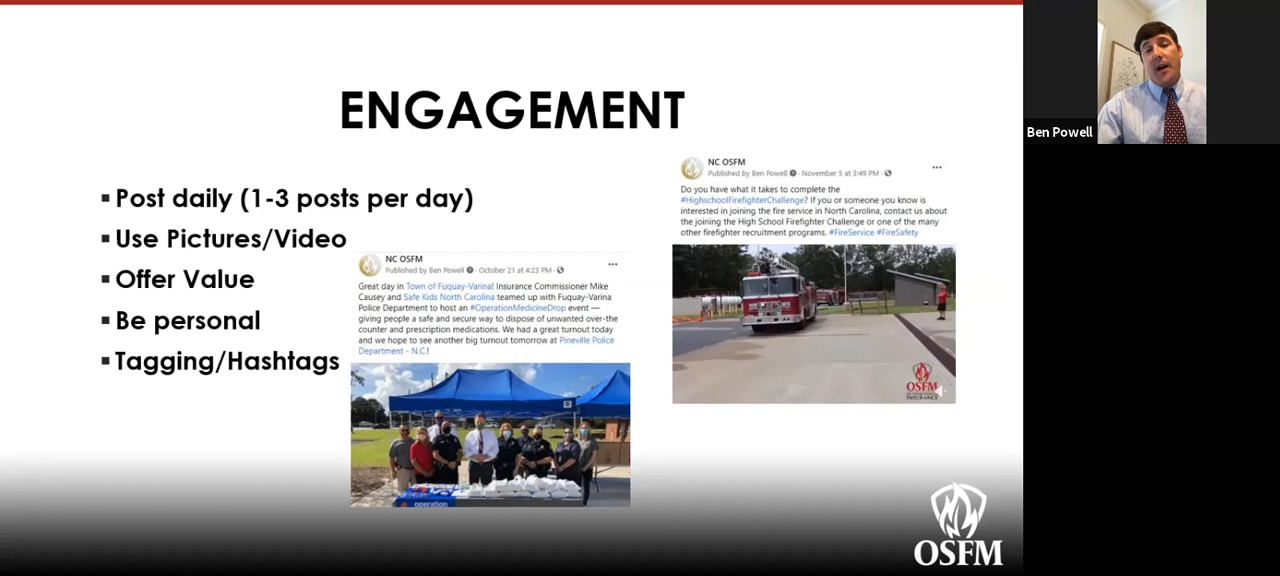 ENGAGEMENT
▪ Post daily (1-3 posts per day)
▪ Use Pictures/Video
▪ Offer Value
▪ Be personal
▪ Tagging/Hashtags
NC OSFM
Published by Ben Powell · October 21 at 4:23 PM ·
Great day in Town of Fuquay-Varina! Insurance Commissioner Mike
Causey and Safe Kids North Carolina teamed up with Fuquay-Varina
Police Department to host an #OperationMedicineDrop event —
giving people a safe and secure way to dispose of unwanted over-the
counter and prescription medications. We had a great turnout today
and we hope to see another big turnout tomorrow at Pineville Police
Department - N.C.!
operation
NC OSFM
Published by Ben Powell · November 5 at 3:49 PM ·
Do you have what it takes to complete the
#HighschoolFirefighterChallenge? If you or someone you know is
interested in joining the fire service in North Carolina, contact us about
the joining the High School Firefighter Challenge or one of the many
other firefighter recruitment programs. #FireService #FireSafety
OSFM
INSURANCE
OSFM
Ben Powell